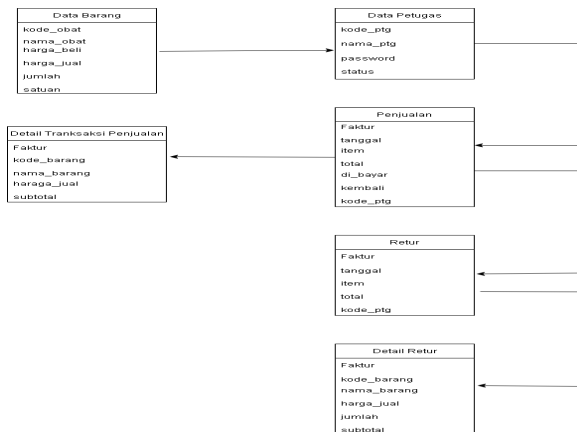 Data Barang
kode_obat
nama_obat
harga_beli
harga_jual
jumlah
satuan
Data Petugas
kode_ptg
nama_ptg
password
status
Detail Tranksaksi Penjualan
Faktur
kode_barang
nama_barang
haraga_jual
subtotal
Penjualan
Faktur
tanggal
item
total
di_bayar
kembali
kode_ptg
Retur
Faktur
tanggal
item
total
kode_ptg
Detail Retur
Faktur
kode_barang
nama_barang
harga_jual
jumlah
subtotal